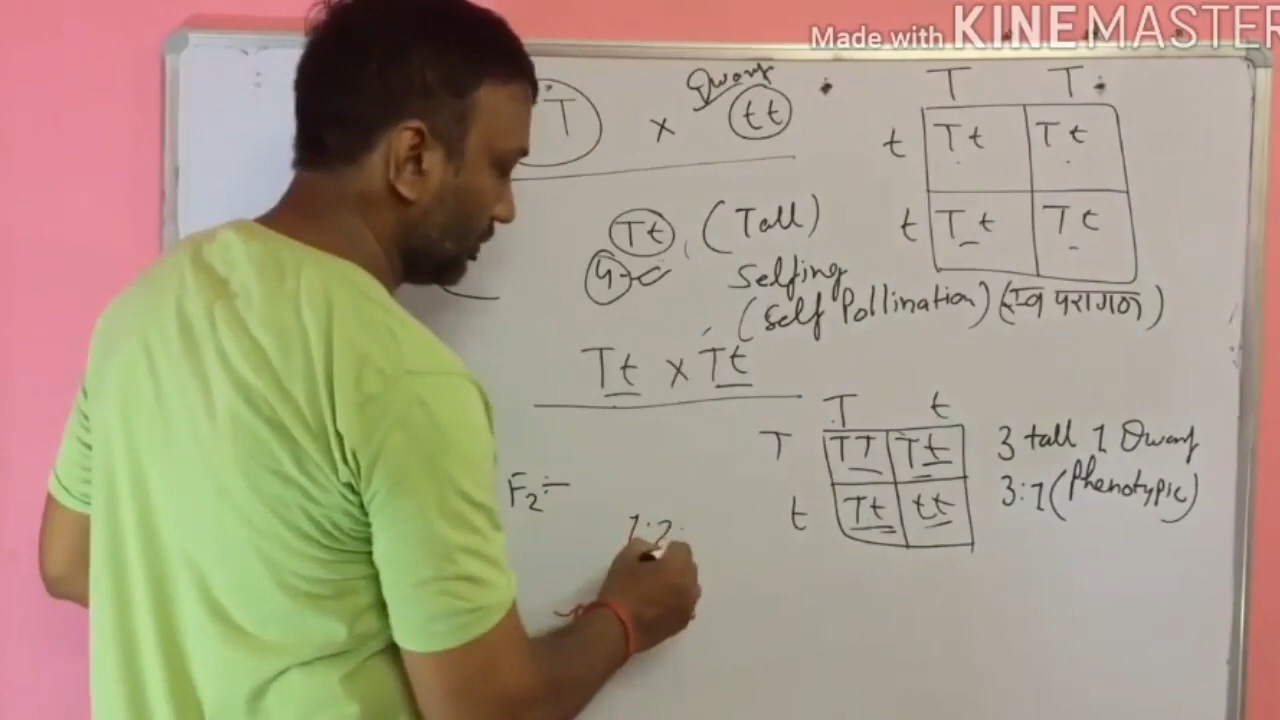 Made with KINEMASTER
T x tt
Dwarf
Tt, (Tall)
Selfing
(Self Pollination) (स्व परागण)
Tt x Tt
F2:-
1:2:
T T
t Tt Tt
t Tt Tt
T t
T TT Tt
t Tt tt
3 tall 1 Dwarf
3:1 (Phenotypic)